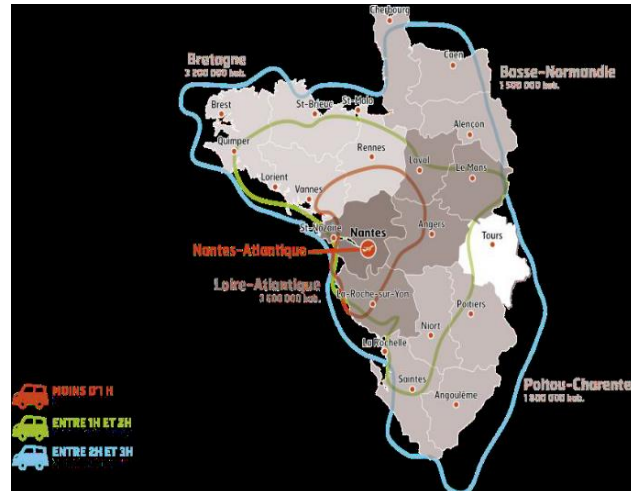 Cherbourg
Bretagne
3 200 000 hab.
Caen
Basse-Normandie
1 500 000 hab.
Brest
St-Brieuc
St-Malo
Alençon
Quimper
Rennes
Laval
Le Mans
Lorient
Vannes
St-Nazaire
Nantes
Angers
Tours
Nantes-Atlantique
Loire-Atlantique
3 600 000 hab.
La-Roche-sur-Yon
Poitiers
Niort
La Rochelle
Saintes
Angoulême
Poitou-Charente
1 800 000 hab.
MOINS D'1 H
ENTRE 1H ET 2H
ENTRE 2H ET 3H